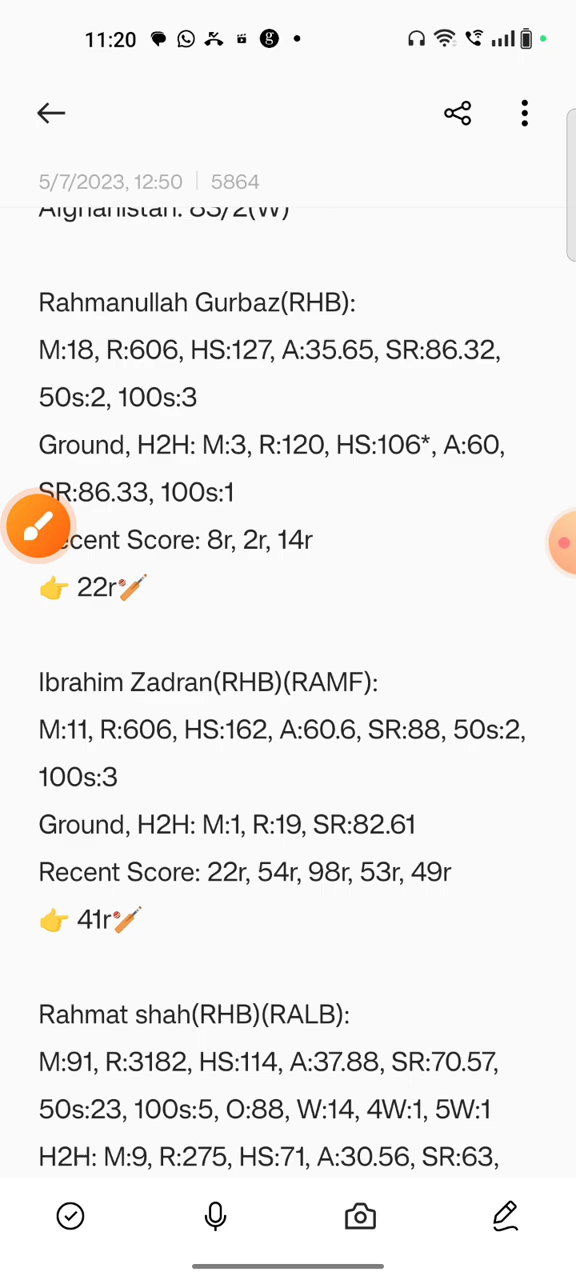 11:20
5/7/2023, 12:50 | 5864
Afghanistan: 83/2(W)
Rahmanullah Gurbaz(RHB):
M:18, R:606, HS:127, A:35.65, SR:86.32,
50s:2, 100s:3
Ground, H2H: M:3, R:120, HS:106*, A:60,
SR:86.33, 100s:1
cent Score: 8r, 2r, 14r
👉 22r🏏
Ibrahim Zadran(RHB)(RAMF):
M:11, R:606, HS:162, A:60.6, SR:88, 50s:2,
100s:3
Ground, H2H: M:1, R:19, SR:82.61
Recent Score: 22r, 54r, 98r, 53r, 49r
👉 41r🏏
Rahmat shah(RHB)(RALB):
M:91, R:3182, HS:114, A:37.88, SR:70.57,
50s:23, 100s:5, O:88, W:14, 4W:1, 5W:1
H2H: M:9, R:275, HS:71, A:30.56, SR:63,